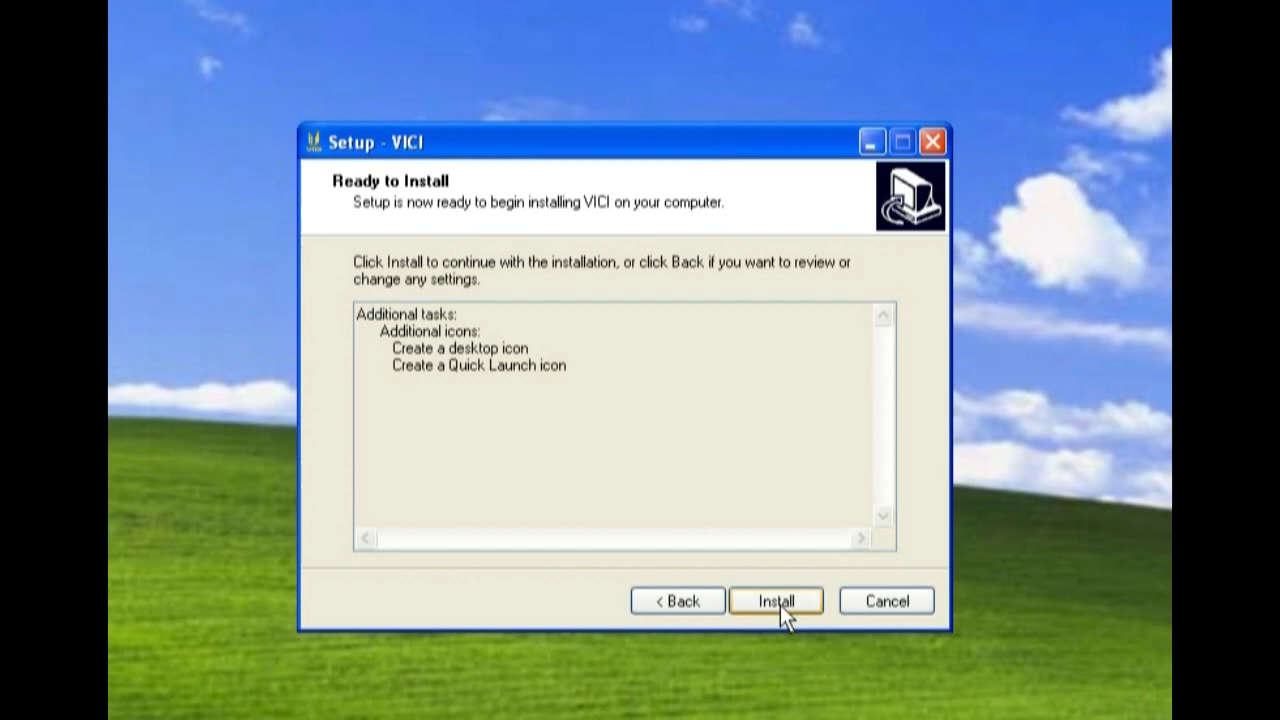 Setup - VICI
Ready to Install
Setup is now ready to begin installing VICI on your computer.
Click Install to continue with the installation, or click Back if you want to review or
change any settings.
Additional tasks:
Additional icons:
Create a desktop icon
Create a Quick Launch icon
< Back
Install
Cancel